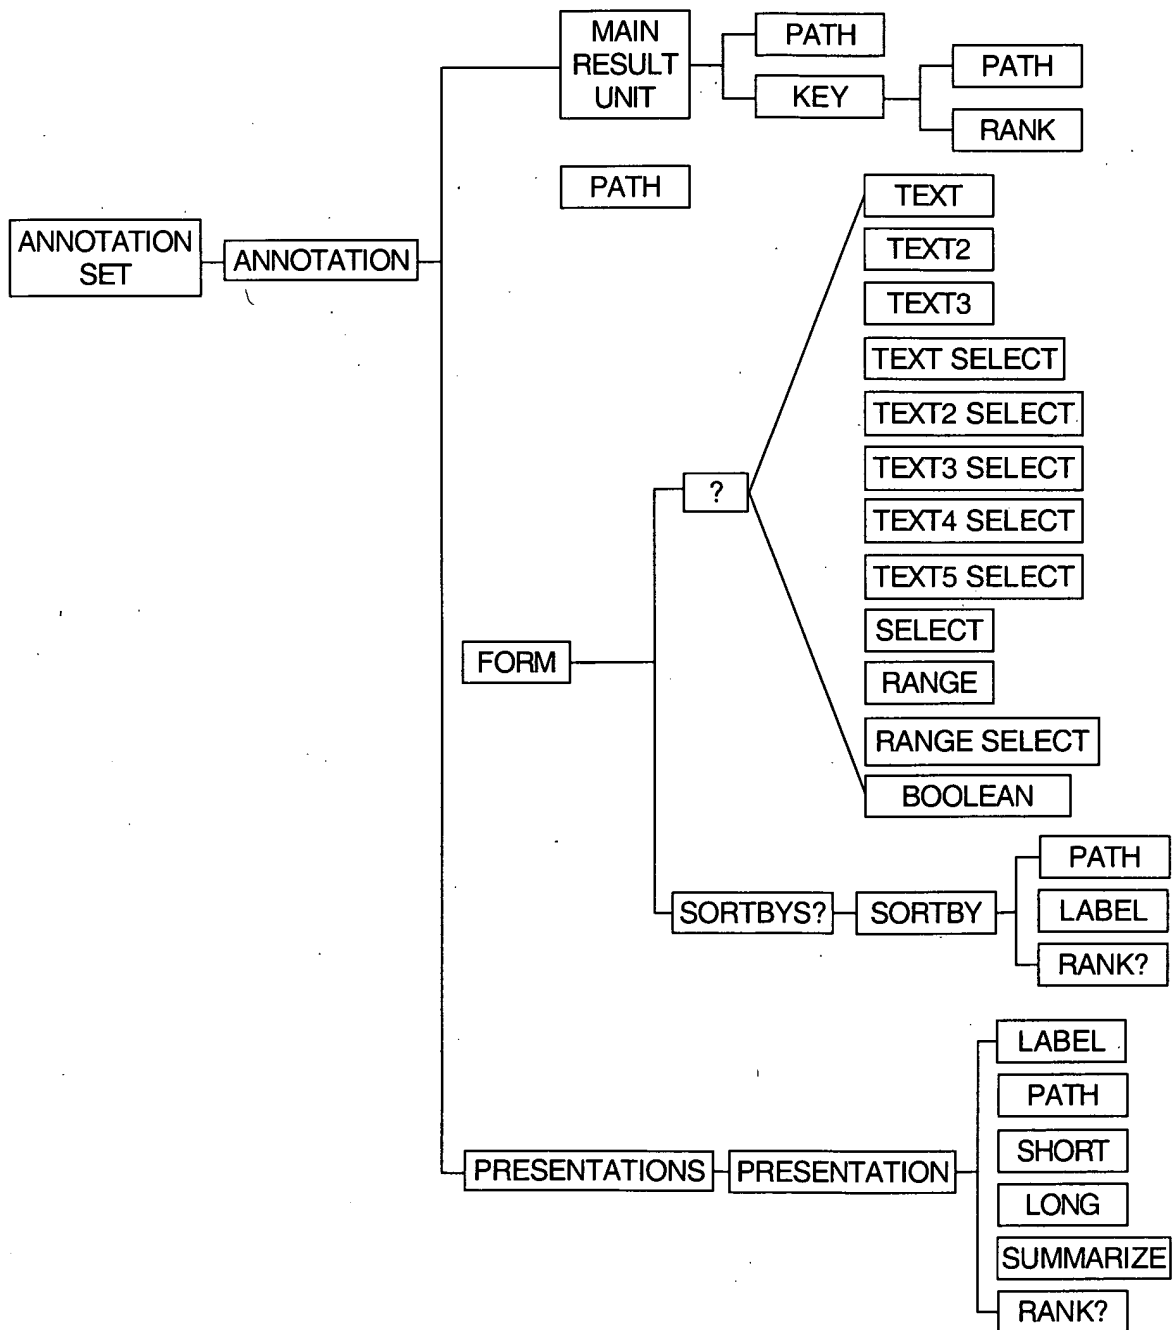 MAIN
RESULT
UNIT
PATH
KEY
PATH
RANK
PATH
ANNOTATION
SET
ANNOTATION
TEXT
TEXT2
TEXT3
TEXT SELECT
TEXT2 SELECT
TEXT3 SELECT
TEXT4 SELECT
TEXT5 SELECT
SELECT
RANGE
RANGE SELECT
BOOLEAN
?
FORM
SORTBYS?
SORTBY
PATH
LABEL
RANK?
PRESENTATIONS
PRESENTATION
LABEL
PATH
SHORT
LONG
SUMMARIZE
RANK?